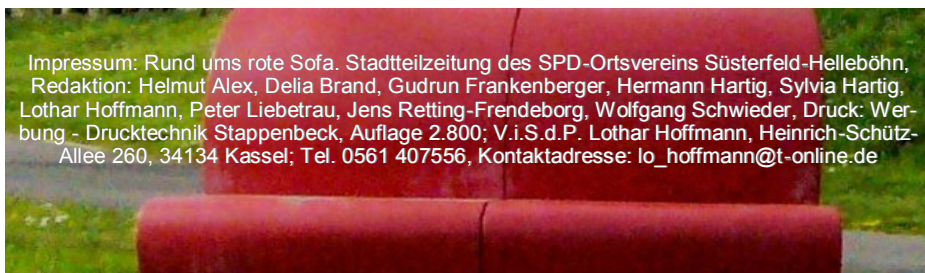 Impressum: Rund ums rote Sofa. Stadtteilzeitung des SPD-Ortsvereins Süsterfeld-Helleböhn,
Redaktion: Helmut Alex, Delia Brand, Gudrun Frankenberger, Hermann Hartig, Sylvia Hartig,
Lothar Hoffmann, Peter Liebetrau, Jens Retting-Frendeborg, Wolfgang Schwieder, Druck: Wer-
bung - Drucktechnik Stappenbeck, Auflage 2.800; V.i.S.d.P. Lothar Hoffmann, Heinrich-Schütz-
Allee 260, 34134 Kassel; Tel. 0561 407556, Kontaktadresse: lo_hoffmann@t-online.de